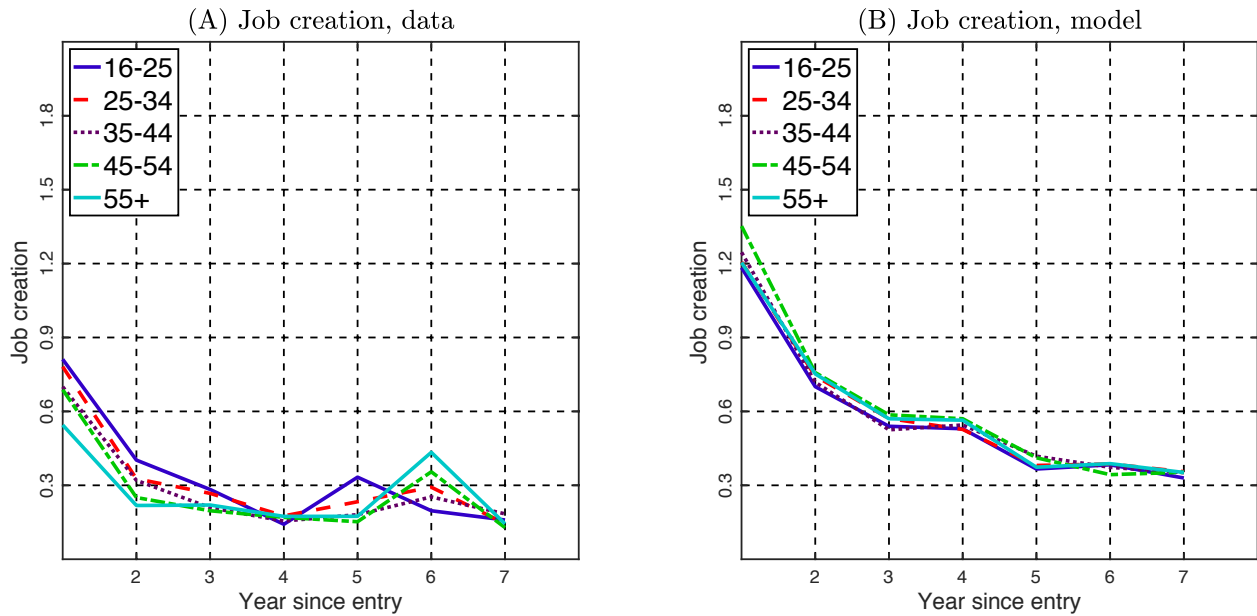 (A) Job creation, data
16-25
25-34
35-44
45-54
55+
1.8
1.5
1.2
0.9
0.6
0.3
Job creation
2 3 4 5 6 7
Year since entry
(B) Job creation, model
16-25
25-34
35-44
45-54
55+
1.8
1.5
1.2
0.9
0.6
0.3
Job creation
2 3 4 5 6 7
Year since entry